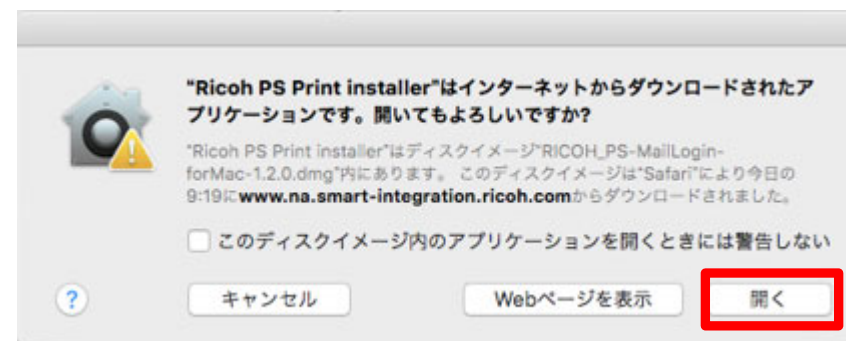 "Ricoh PS Print installer"はインターネットからダウンロードされたア
プリケーションです。開いてもよろしいですか?
"Ricoh PS Print installer"はディスクイメージ"RICOH_PS-MailLogin-
forMac-1.2.0.dmg"内にあります。 このディスクイメージは"Safari"により今日の
9:19にwww.na.smart-integration.ricoh.comからダウンロードされました。
このディスクイメージ内のアプリケーションを開くときには警告しない
? キャンセル Webページを表示 開く